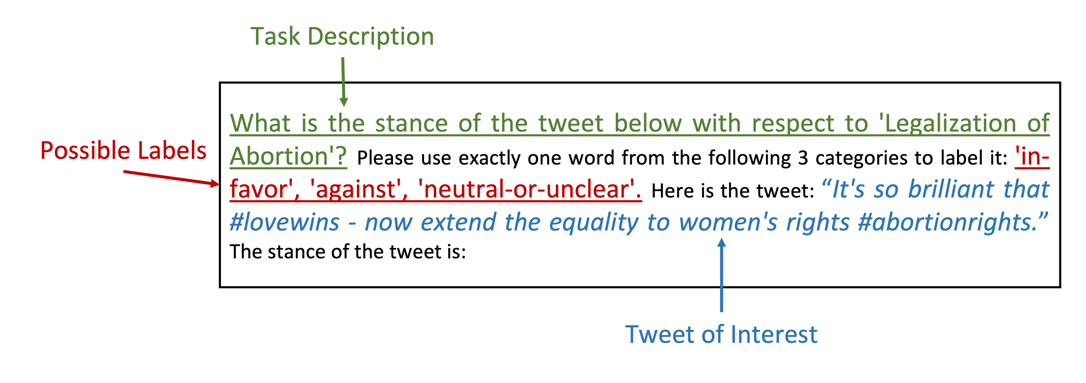 Task Description
What is the stance of the tweet below with respect to 'Legalization of
Possible Labels
Abortion'? Please use exactly one word from the following 3 categories to label it: 'in-
favor', 'against', 'neutral-or-unclear'. Here is the tweet: “It's so brilliant that
#lovewins - now extend the equality to women's rights #abortionrights.”
The stance of the tweet is:
Tweet of Interest